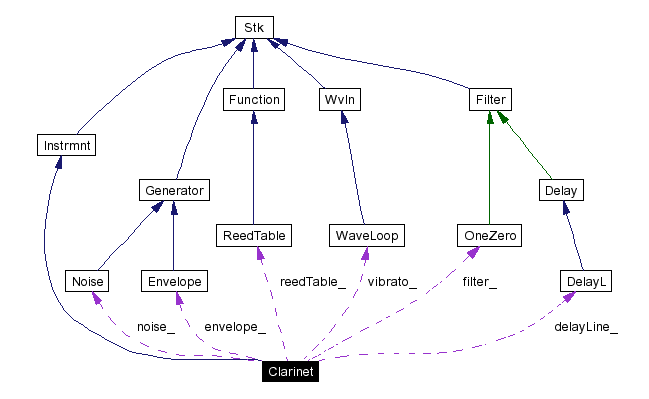 Stk
Function
WvIn
Filter
Instrmnt
Generator
Delay
ReedTable
WaveLoop
OneZero
Noise
Envelope
reedTable_
vibrato_
filter_
DelayL
noise_
envelope_
delayLine_
Clarinet